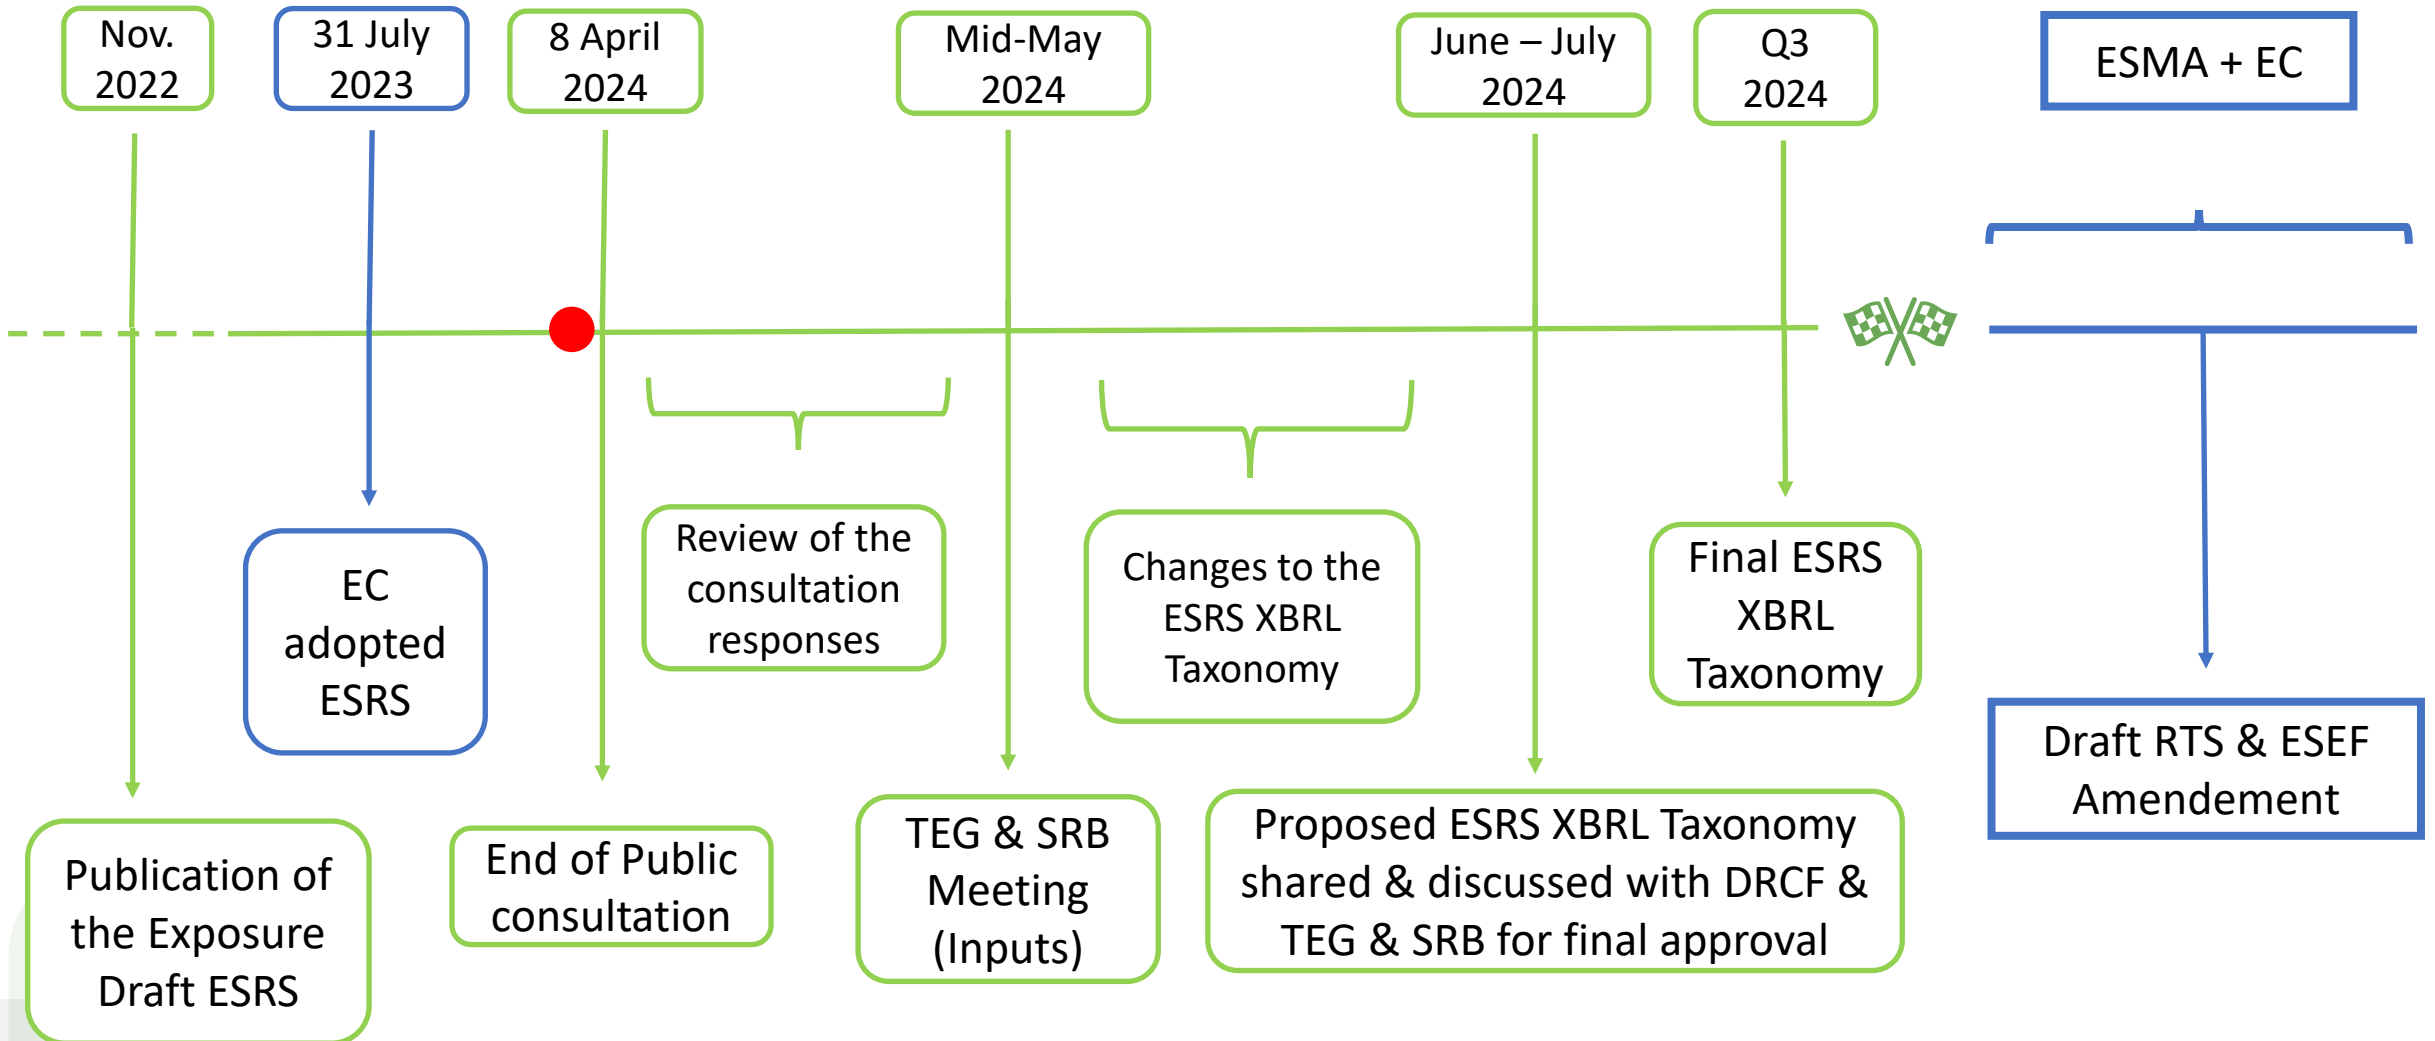 Nov.
2022
31 July
2023
8 April
2024
Mid-May
2024
June – July
2024
Q3
2024
ESMA + EC
EC
adopted
ESRS
Review of the
consultation
responses
Changes to the
ESRS XBRL
Taxonomy
Final ESRS
XBRL
Taxonomy
Draft RTS & ESEF
Amendement
Publication of
the Exposure
Draft ESRS
End of Public
consultation
TEG & SRB
Meeting
(Inputs)
Proposed ESRS XBRL Taxonomy
shared & discussed with DRCF &
TEG & SRB for final approval